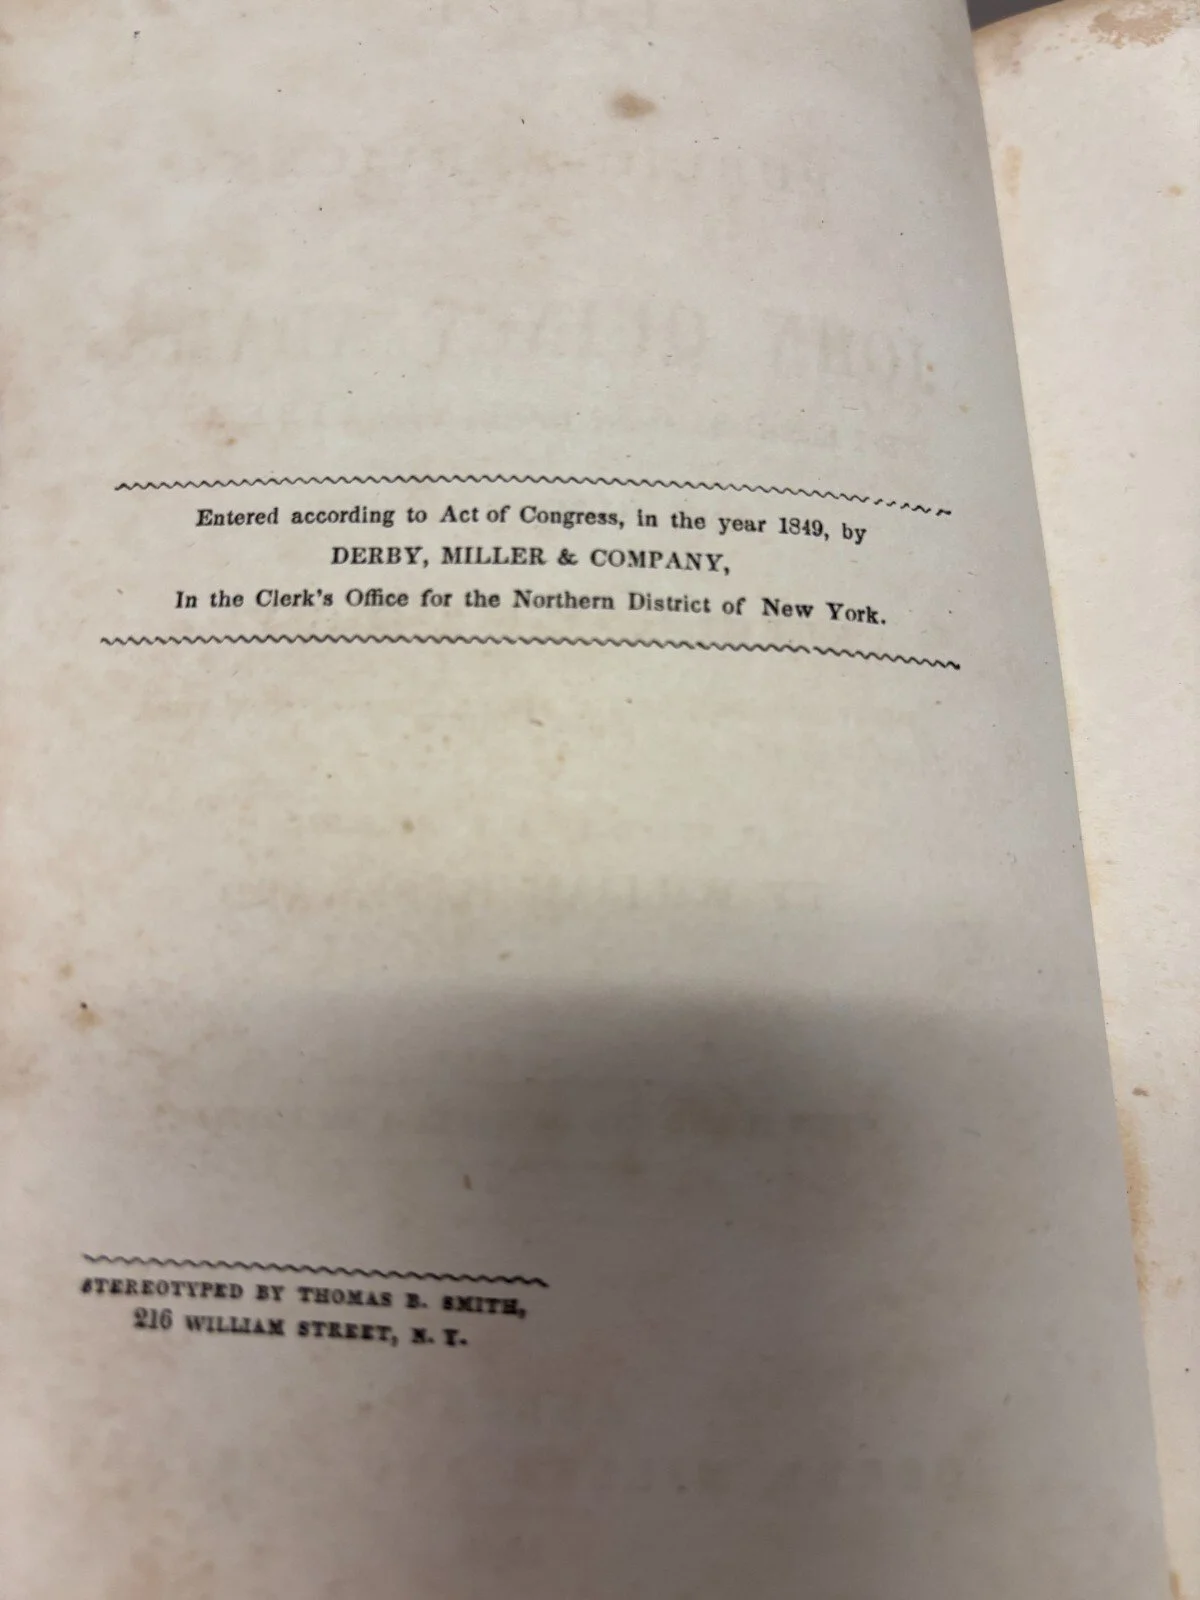 Entered according to Act of Congress, in the year 1849, by
DERBY, MILLER & COMPANY,
In the Clerk's Office for the Northern District of New York.
STEREOTYPED BY THOMAS B. SMITH,
216 WILLIAM STREET, N. Y.